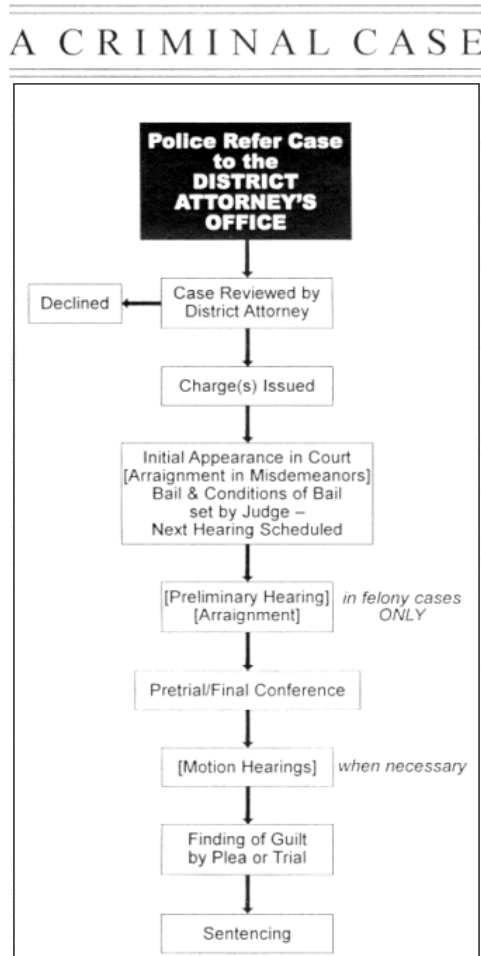 A CRIMINAL CASE
Police Refer Case
to the
DISTRICT
ATTORNEY'S
OFFICE
Declined
Case Reviewed by
District Attorney
Charge(s) Issued
Initial Appearance in Court
[Arraignment in Misdemeanors]
Bail & Conditions of Bail
set by Judge –
Next Hearing Scheduled
[Preliminary Hearing]
[Arraignment]
in felony cases
ONLY
Pretrial/Final Conference
[Motion Hearings]
when necessary
Finding of Guilt
by Plea or Trial
Sentencing